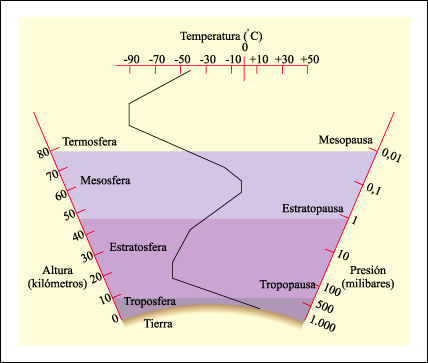 Temperatura (°C)
0
-90 -70 -50 -30 -10 +10 +30 +50
Termosfera
Mesopausa
80
0,01
70
Mesosfera
60
0,1
50
Estratopausa
1
40
Estratosfera
30
10
Altura
(kilómetros)
20
Tropopausa
100
Presión
(milibares)
10
Troposfera
500
0
Tierra
1.000